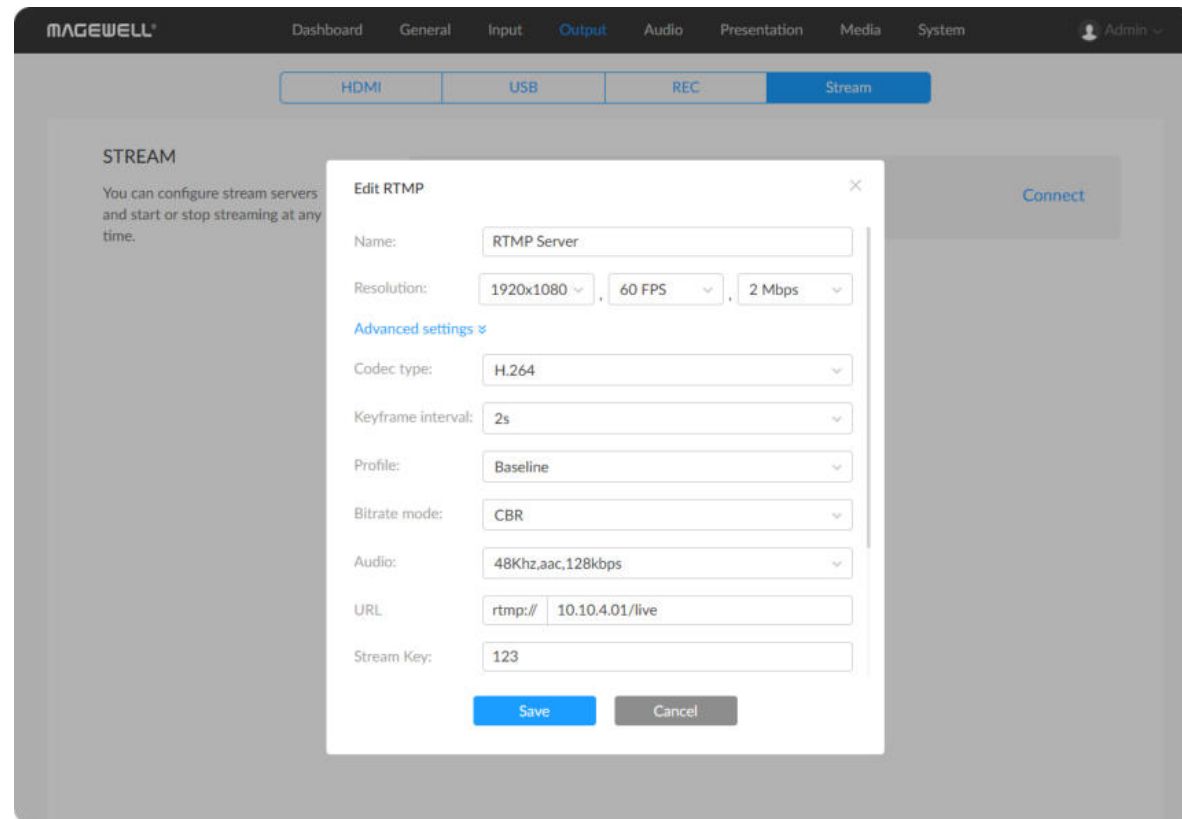 MAGEWELL®
Dashboard General Input Output Audio Presentation Media System Admin
HDMI USB REC Stream
STREAM
You can configure stream servers
and start or stop streaming at any
time.
Connect
Edit RTMP
Name: RTMP Server
Resolution: 1920x1080 , 60 FPS , 2 Mbps
Advanced settings
Codec type: H.264
Keyframe interval: 2s
Profile: Baseline
Bitrate mode: CBR
Audio: 48Khz,aac,128kbps
URL rtmp:// 10.10.4.01/live
Stream Key: 123
Save Cancel